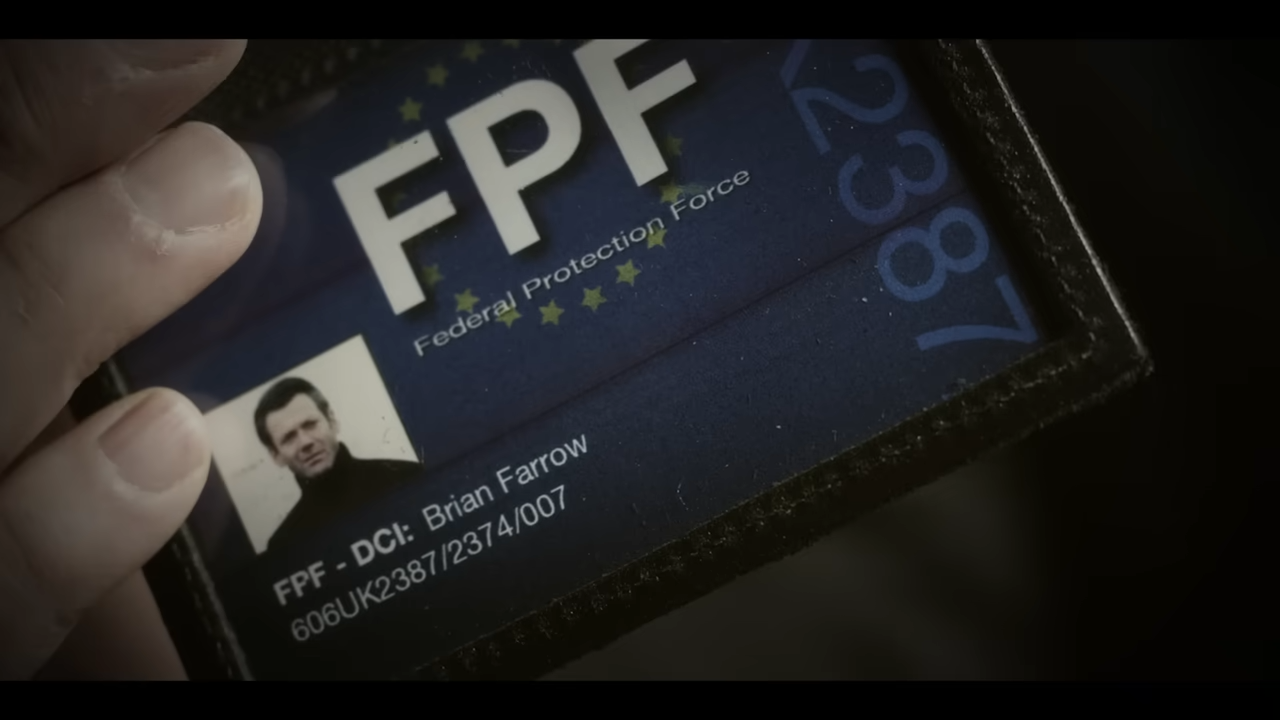 FPF
Federal Protection Force
2387
FPF - DCI: Brian Farrow
606UK2387/2374/007